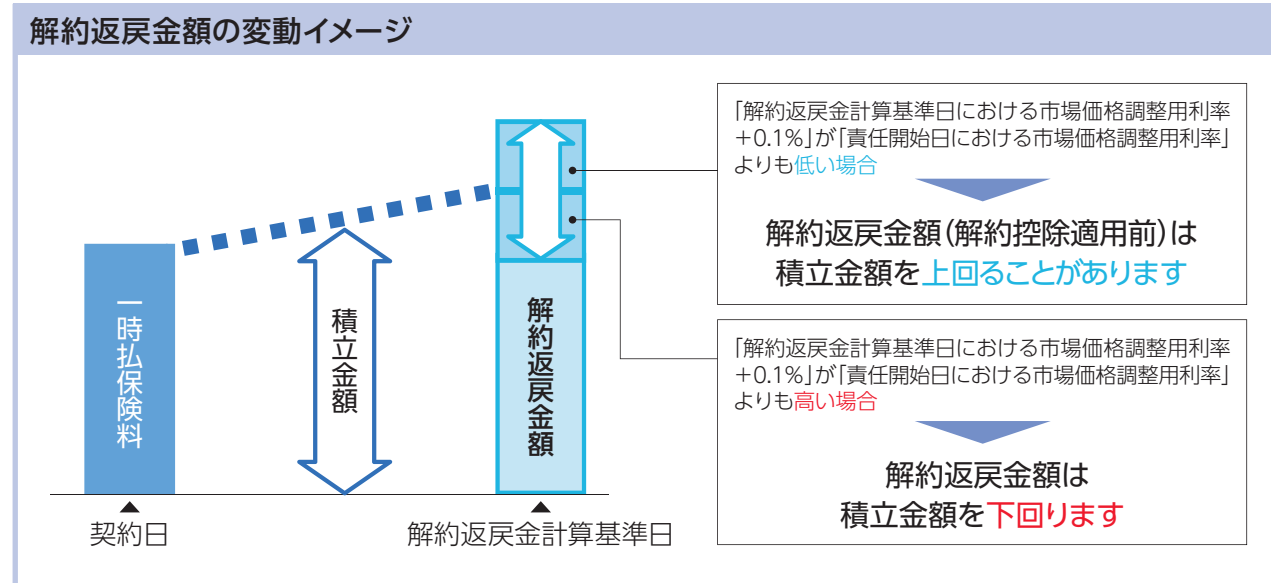 解約返戻金額の変動イメージ
「解約返戻金計算基準日における市場価格調整用利率
＋0.1%」が「責任開始日における市場価格調整用利率」
よりも低い場合
解約返戻金額（解約控除適用前）は
積立金額を上回ることがあります
一時払保険料
積立金額
解約返戻金額
「解約返戻金計算基準日における市場価格調整用利率
＋0.1%」が「責任開始日における市場価格調整用利率」
よりも高い場合
解約返戻金額は
積立金額を下回ります
契約日
解約返戻金計算基準日